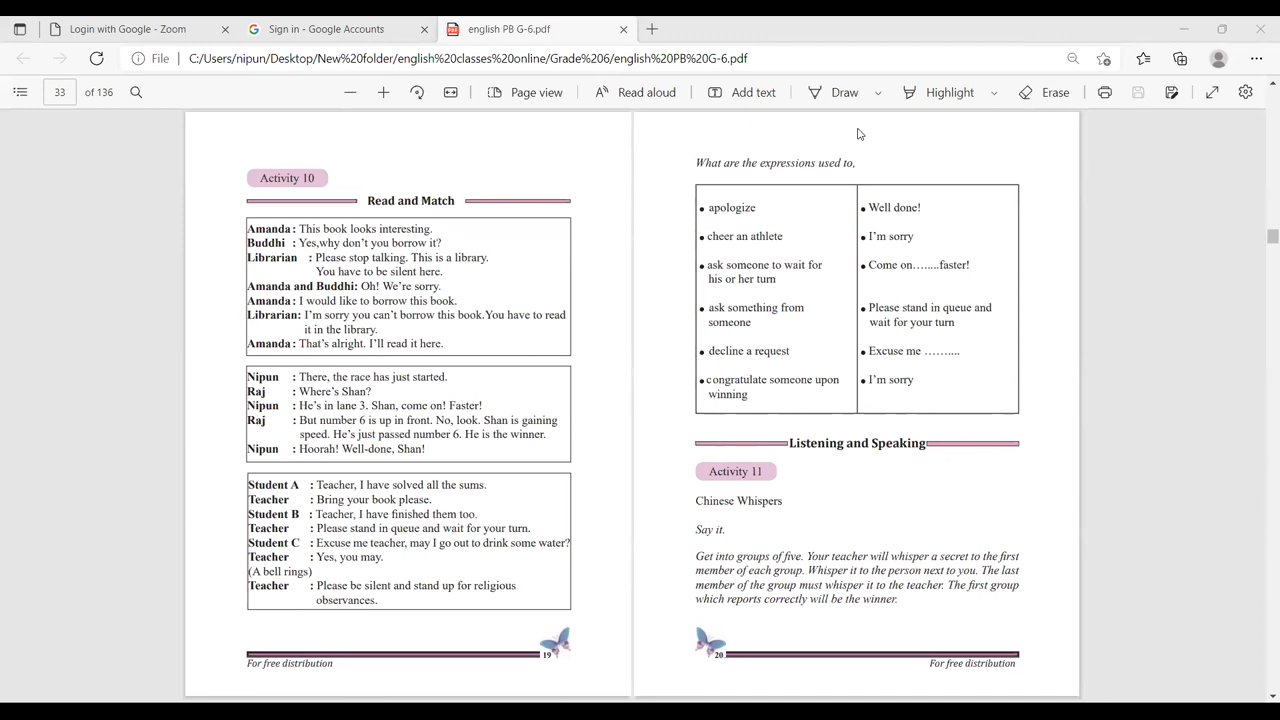 Login with Google - Zoom
Sign in - Google Accounts
english PB G-6.pdf
File
C:/Users/nipun/Desktop/New%20folder/english%20classes%20online/Grade%206/english%20PB%20G-6.pdf
33 of 136
Page view
Read aloud
Add text
Draw
Highlight
Erase
Activity 10
Read and Match
Amanda : This book looks interesting.
Buddhi : Yes,why don't you borrow it?
Librarian : Please stop talking. This is a library.
You have to be silent here.
Amanda and Buddhi: Oh! We're sorry.
Amanda : I would like to borrow this book.
Librarian: I'm sorry you can't borrow this book.You have to read
it in the library.
Amanda : That's alright. I'll read it here.
Nipun : There, the race has just started.
Raj : Where's Shan?
Nipun : He's in lane 3. Shan, come on! Faster!
Raj : But number 6 is up in front. No, look. Shan is gaining
speed. He's just passed number 6. He is the winner.
Nipun : Hoorah! Well-done, Shan!
Student A : Teacher, I have solved all the sums.
Teacher : Bring your book please.
Student B : Teacher, I have finished them too.
Teacher : Please stand in queue and wait for your turn.
Student C : Excuse me teacher, may I go out to drink some water?
Teacher : Yes, you may.
(A bell rings)
Teacher : Please be silent and stand up for religious
observances.
19
For free distribution
What are the expressions used to,
• apologize
• Well done!
• cheer an athlete
• I'm sorry
• ask someone to wait for
his or her turn
• Come on…....faster!
• ask something from
someone
• Please stand in queue and
wait for your turn
• decline a request
• Excuse me ……....
• congratulate someone upon
winning
• I'm sorry
Listening and Speaking
Activity 11
Chinese Whispers
Say it.
Get into groups of five. Your teacher will whisper a secret to the first
member of each group. Whisper it to the person next to you. The last
member of the group must whisper it to the teacher. The first group
which reports correctly will be the winner.
20
For free distribution